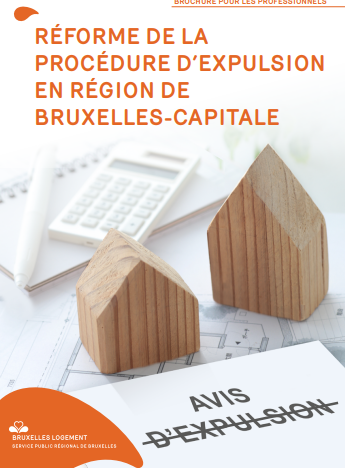 BROCHURE POUR LES PROFESSIONNELS
RÉFORME DE LA
PROCÉDURE D'EXPULSION
EN RÉGION DE
BRUXELLES-CAPITALE
AVIS
D'EXPULSION
BRUXELLES LOGEMENT
SERVICE PUBLIC RÉGIONAL DE BRUXELLES